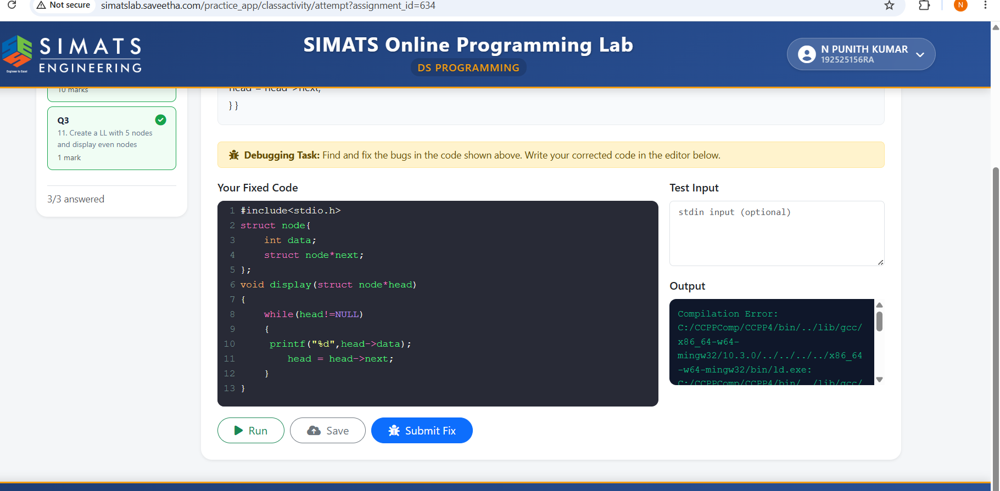 Not secure
simatslab.saveetha.com/practice_app/classactivity/attempt?assignment_id=634
N
SIMATS
ENGINEERING
Engineer to Excel
SIMATS Online Programming Lab
DS PROGRAMMING
N PUNITH KUMAR
192525156RA
10 marks
Q3
11. Create a LL with 5 nodes
and display even nodes
1 mark
3/3 answered
head = head->next;
} }
Debugging Task: Find and fix the bugs in the code shown above. Write your corrected code in the editor below.
Your Fixed Code
1 #include<stdio.h>
2 struct node{
3 int data;
4 struct node*next;
5 };
6 void display(struct node*head)
7 {
8 while(head!=NULL)
9 {
10 printf("%d",head->data);
11 head = head->next;
12 }
13 }
Run
Save
Submit Fix
Test Input
stdin input (optional)
Output
Compilation Error:
C:/CCPPComp/CCPP4/bin/../lib/gcc/
x86_64-w64-
mingw32/10.3.0/../../../../x86_64
-w64-mingw32/bin/ld.exe:
C:/CCPPComp/CCPP4/bin/../lib/gcc/